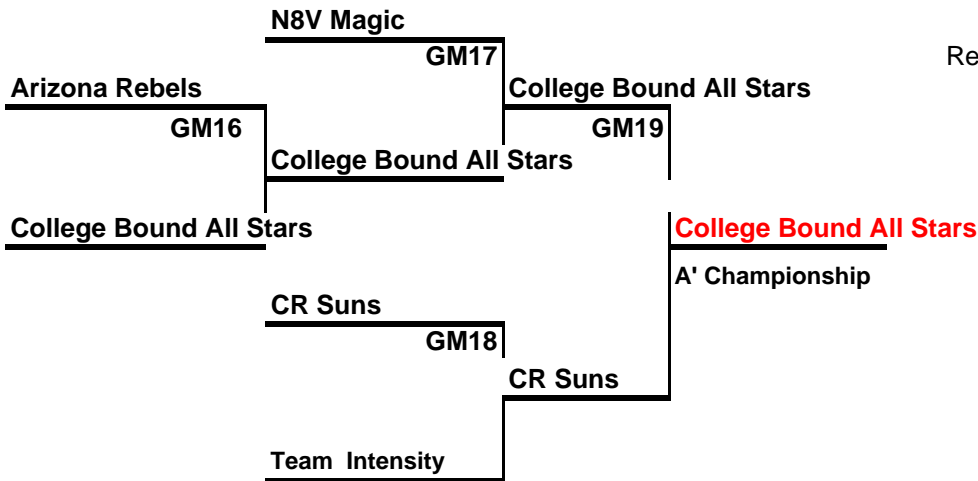 N8V Magic
GM17
Re
Arizona Rebels
College Bound All Stars
GM16
GM19
College Bound All Stars
College Bound All Stars
College Bound All Stars
A' Championship
CR Suns
GM18
CR Suns
Team Intensity